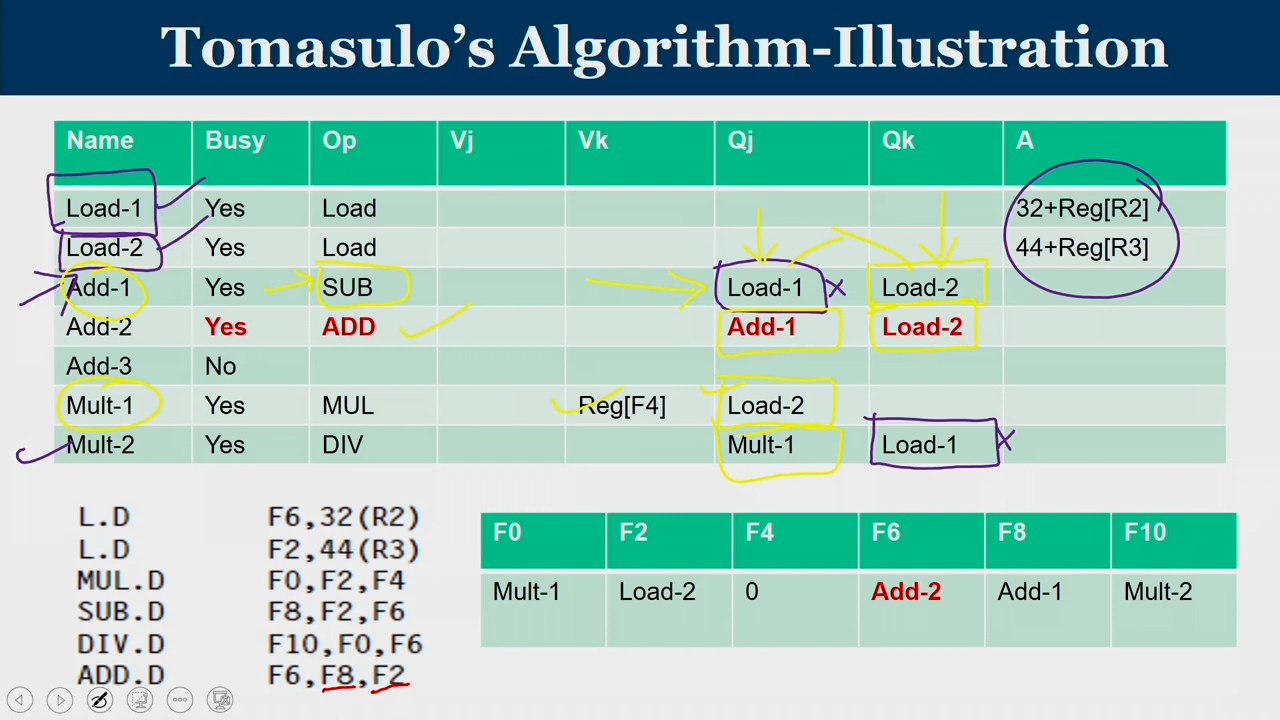 Tomasulo's Algorithm-Illustration
Name Busy Op Vj Vk Qj Qk A
Load-1 Yes Load 32+Reg[R2]
Load-2 Yes Load 44+Reg[R3]
Add-1 Yes SUB Load-1 Load-2
Add-2 Yes ADD Add-1 Load-2
Add-3 No
Mult-1 Yes MUL Reg[F4] Load-2
Mult-2 Yes DIV Mult-1 Load-1
L.D F6,32(R2)
L.D F2,44(R3)
MUL.D F0,F2,F4
SUB.D F8,F2,F6
DIV.D F10,F0,F6
ADD.D F6,F8,F2
F0 F2 F4 F6 F8 F10
Mult-1 Load-2 0 Add-2 Add-1 Mult-2